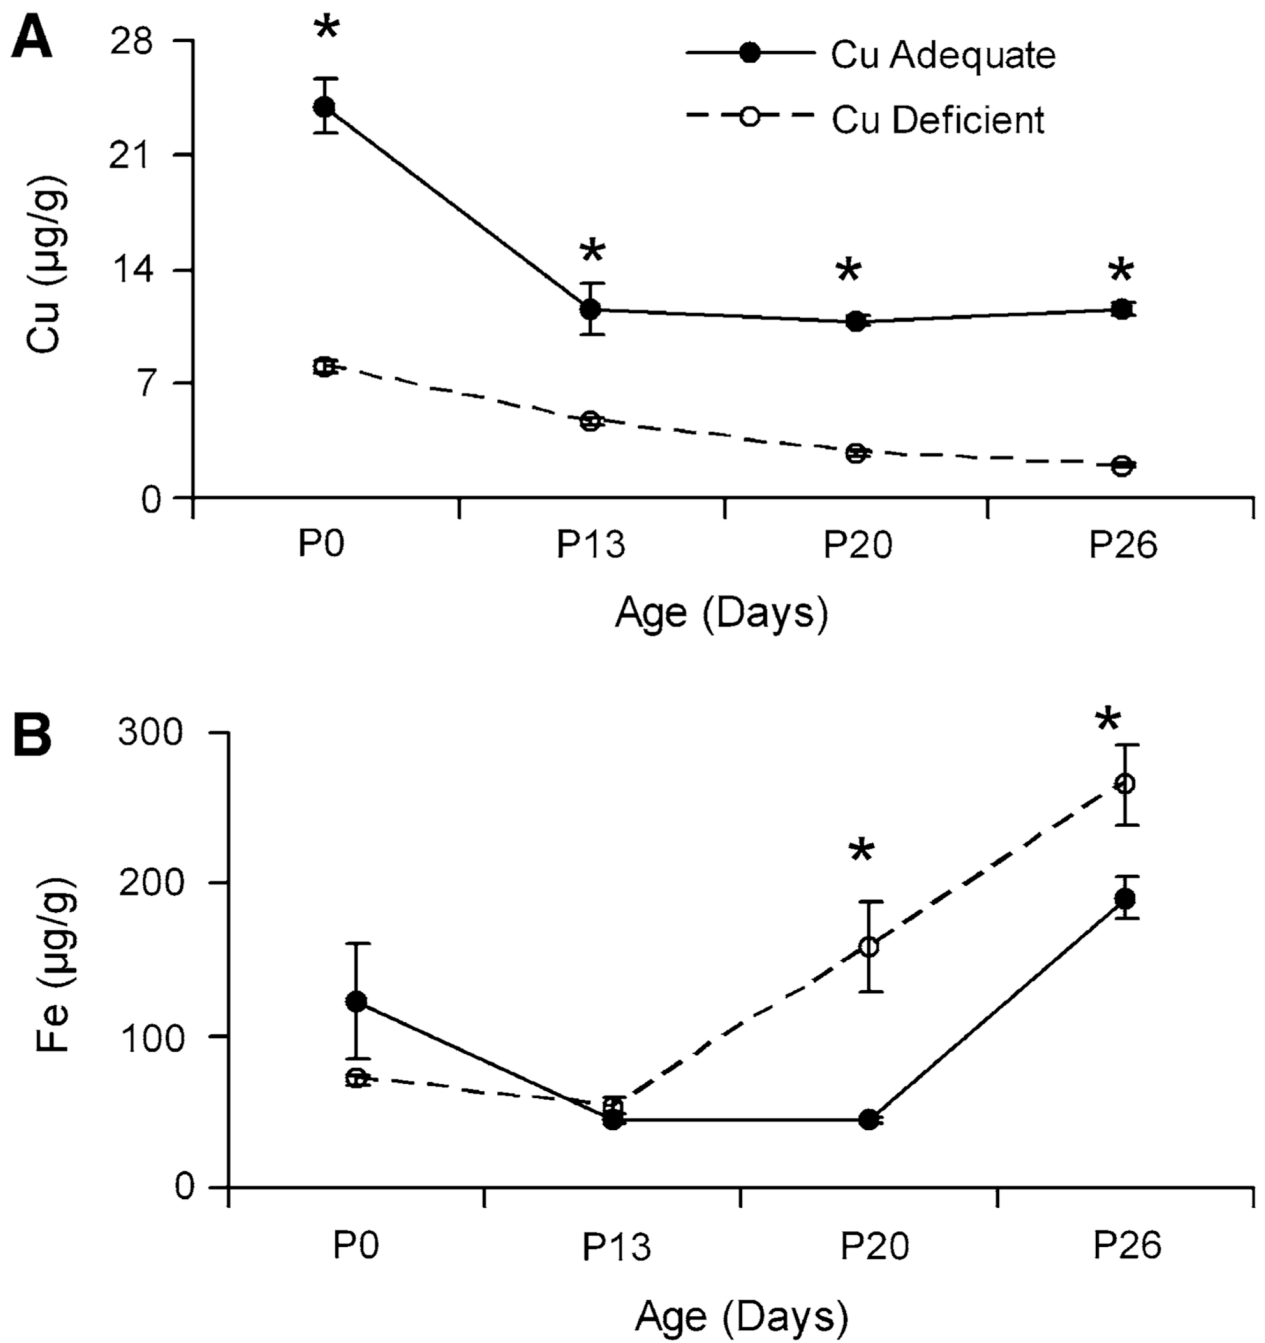 A
*
28
Cu Adequate
Cu Deficient
21
Cu (µg/g)
*
*
*
14
7
0
P0 P13 P20 P26
Age (Days)
B
*
300
*
200
Fe (µg/g)
100
0
P0 P13 P20 P26
Age (Days)